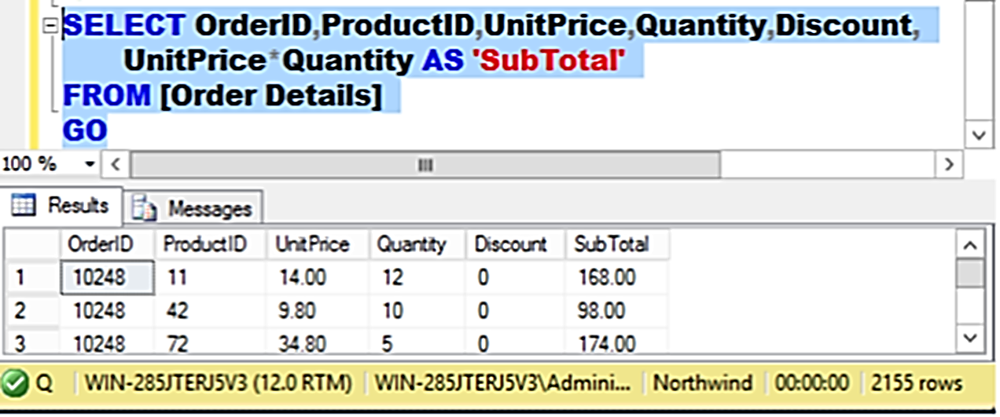 SELECT OrderID,ProductID,UnitPrice,Quantity,Discount,
UnitPrice*Quantity AS 'SubTotal'
FROM [Order Details]
GO
100 %
Results Messages
OrderID ProductID UnitPrice Quantity Discount SubTotal
1 10248 11 14.00 12 0 168.00
2 10248 42 9.80 10 0 98.00
3 10248 72 34.80 5 0 174.00
Q WIN-285JTERJ5V3 (12.0 RTM) WIN-285JTERJ5V3\Admini... Northwind 00:00:00 2155 rows